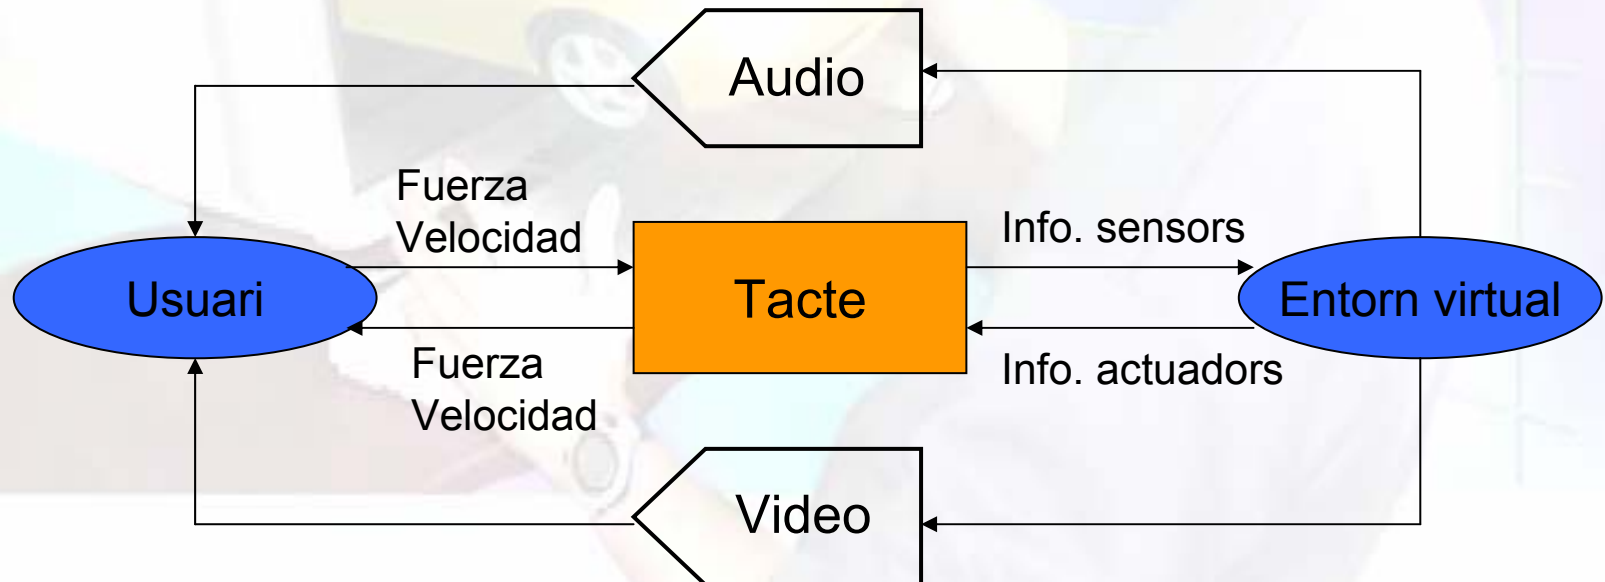 Audio
Fuerza
Velocidad
Info. sensors
Usuari
Tacte
Entorn virtual
Fuerza
Velocidad
Info. actuadors
Video